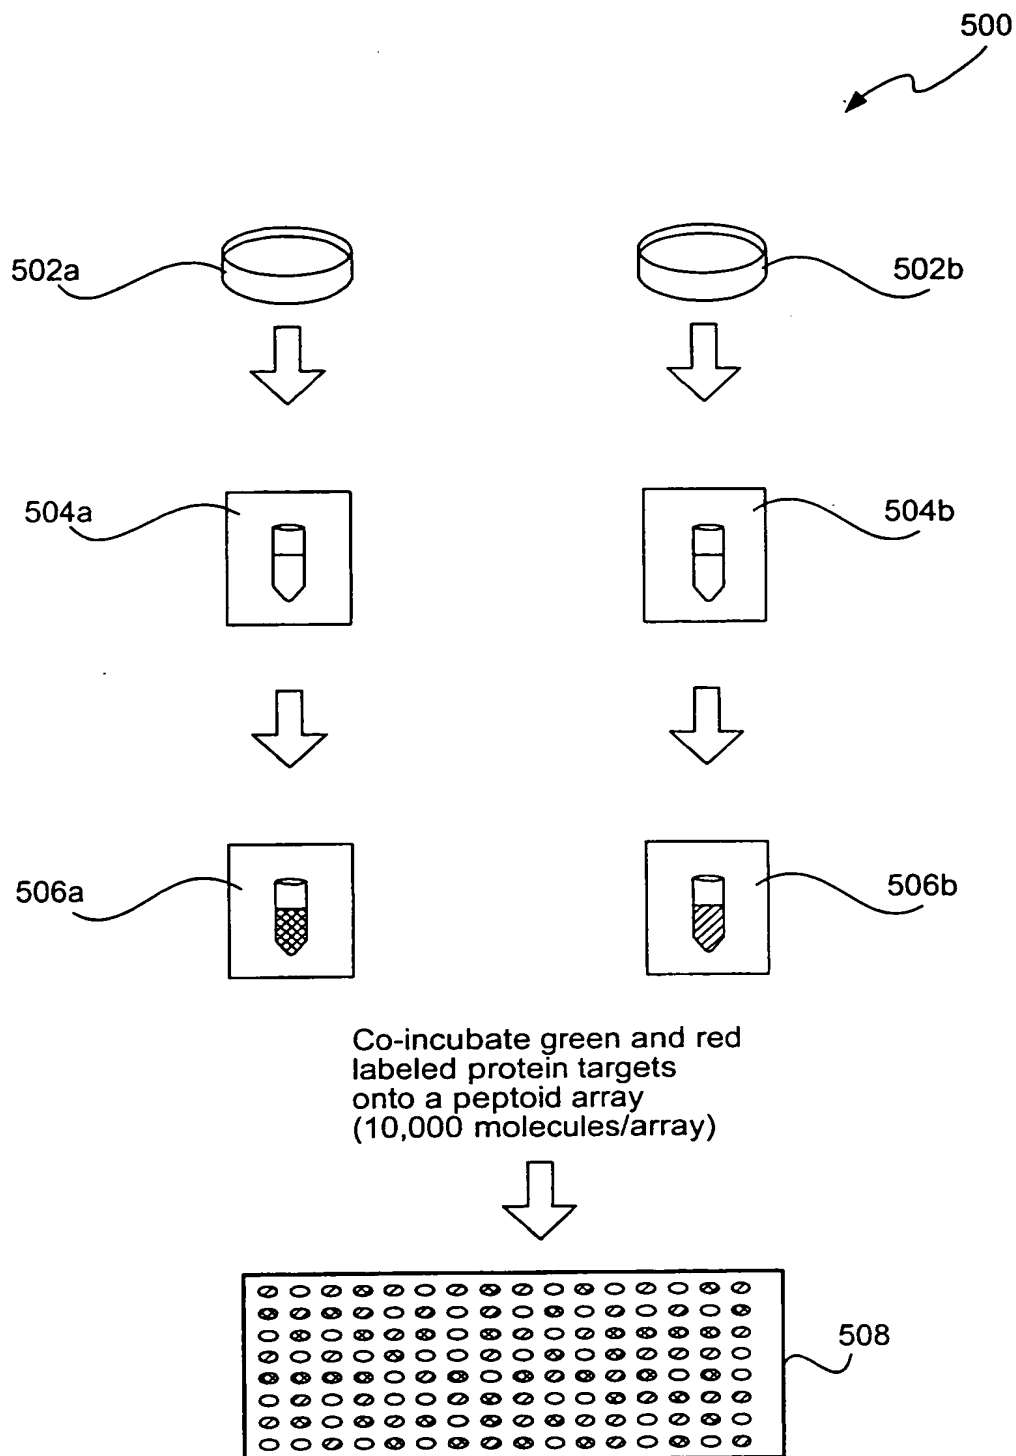 500
502a
502b
504a
504b
506a
506b
Co-incubate green and red
labeled protein targets
onto a peptoid array
(10,000 molecules/array)
508